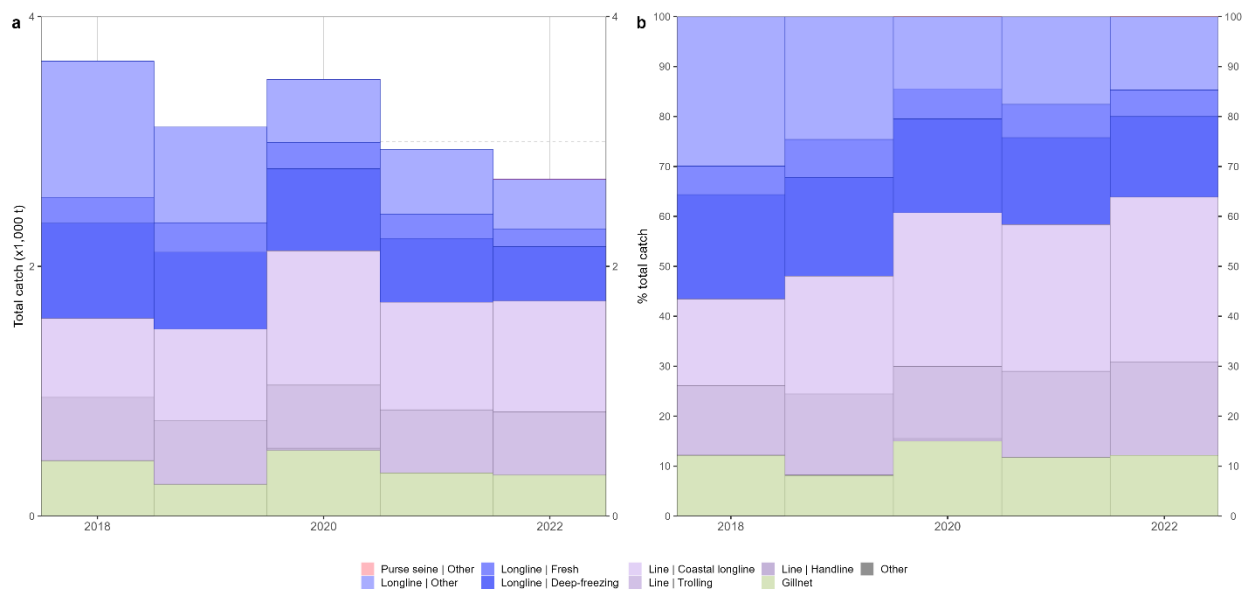 a
4
4
Total catch (x1,000 t)
2
2
0
0
2018
2020
2022
b
100
100
90
90
80
80
70
70
60
60
% total catch
50
50
40
40
30
30
20
20
10
10
0
0
2018
2020
2022
Purse seine | Other
Longline | Fresh
Line | Coastal longline
Line | Handline
Other
Longline | Other
Longline | Deep-freezing
Line | Trolling
Gillnet